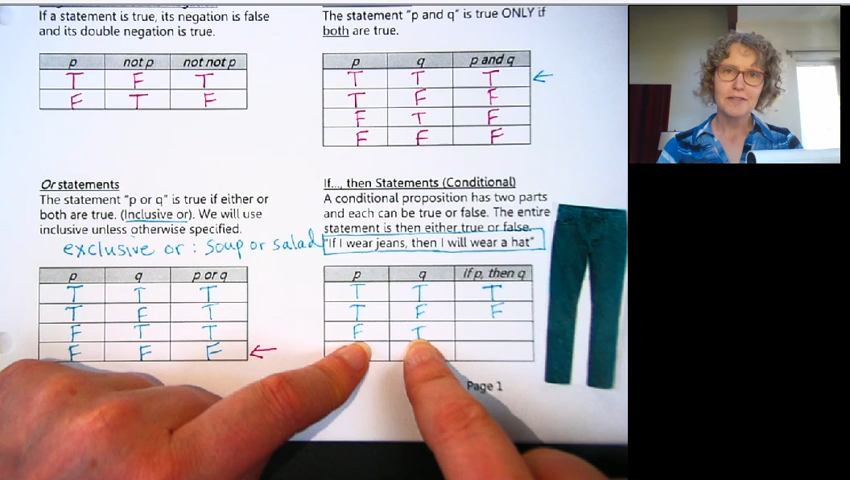 If a statement is true, its negation is false
and its double negation is true.
p not p not not p
T F T
F T F
The statement "p and q" is true ONLY if
both are true.
p q p and q
T T T
T F F
F T F
F F F
Or statements
The statement "p or q" is true if either or
both are true. (Inclusive or). We will use
inclusive unless otherwise specified.
exclusive or : soup or salad
p q p or q
T T T
T F T
F T T
F F F
If..., then Statements (Conditional)
A conditional proposition has two parts
and each can be true or false. The entire
statement is then either true or false.
"If I wear jeans, then I will wear a hat"
p q If p, then q
T T T
T F F
F T
Page 1